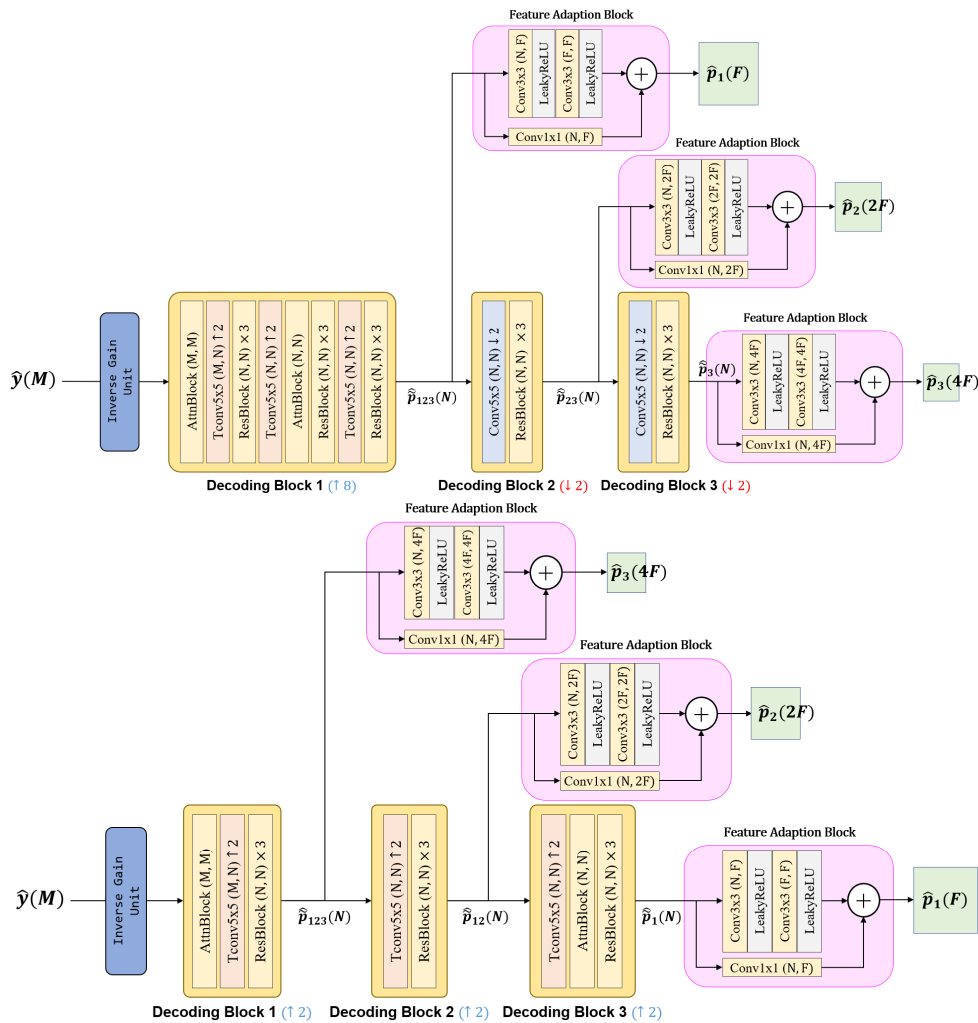 Feature Adaption Block
Conv3x3 (N, F)
LeakyReLU
Conv3x3 (F, F)
LeakyReLU
+
Conv1x1 (N, F)
p̂₁(F)
Feature Adaption Block
Conv3x3 (N, 2F)
LeakyReLU
Conv3x3 (2F, 2F)
LeakyReLU
+
Conv1x1 (N, 2F)
p̂₂(2F)
ŷ(M)
Inverse Gain
Unit
AttnBlock (M, M)
Tconv5x5 (M, N) ↑ 2
ResBlock (N, N) × 3
Tconv5x5 (N, N) ↑ 2
AttnBlock (N, N)
ResBlock (N, N) × 3
Tconv5x5 (N, N) ↑ 2
ResBlock (N, N) × 3
Decoding Block 1 (↑ 8)
p̂̂₁₂₃(N)
Conv5x5 (N, N) ↓ 2
ResBlock (N, N) × 3
Decoding Block 2 (↓ 2)
p̂̂₂₃(N)
Conv5x5 (N, N) ↓ 2
ResBlock (N, N) × 3
Decoding Block 3 (↓ 2)
p̂̂₃(N)
Feature Adaption Block
Conv3x3 (N, 4F)
LeakyReLU
Conv3x3 (4F, 4F)
LeakyReLU
+
Conv1x1 (N, 4F)
p̂₃(4F)
Feature Adaption Block
Conv3x3 (N, 4F)
LeakyReLU
Conv3x3 (4F, 4F)
LeakyReLU
+
Conv1x1 (N, 4F)
p̂₃(4F)
Feature Adaption Block
Conv3x3 (N, 2F)
LeakyReLU
Conv3x3 (2F, 2F)
LeakyReLU
+
Conv1x1 (N, 2F)
p̂₂(2F)
ŷ(M)
Inverse Gain
Unit
AttnBlock (M, M)
Tconv5x5 (M, N) ↑ 2
ResBlock (N, N) × 3
Decoding Block 1 (↑ 2)
p̂̂₁₂₃(N)
Tconv5x5 (N, N) ↑ 2
ResBlock (N, N) × 3
Decoding Block 2 (↑ 2)
p̂̂₁₂(N)
Tconv5x5 (N, N) ↑ 2
AttnBlock (N, N)
ResBlock (N, N) × 3
Decoding Block 3 (↑ 2)
p̂̂₁(N)
Feature Adaption Block
Conv3x3 (N, F)
LeakyReLU
Conv3x3 (F, F)
LeakyReLU
+
Conv1x1 (N, F)
p̂₁(F)